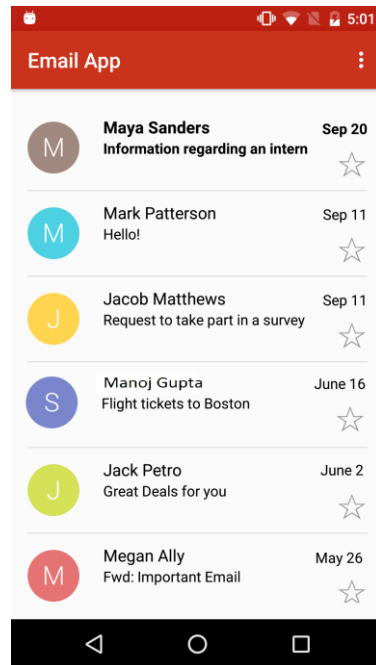 5:01
Email App
M
Maya Sanders
Sep 20
Information regarding an intern
M
Mark Patterson
Sep 11
Hello!
J
Jacob Matthews
Sep 11
Request to take part in a survey
S
Manoj Gupta
June 16
Flight tickets to Boston
J
Jack Petro
June 2
Great Deals for you
M
Megan Ally
May 26
Fwd: Important Email